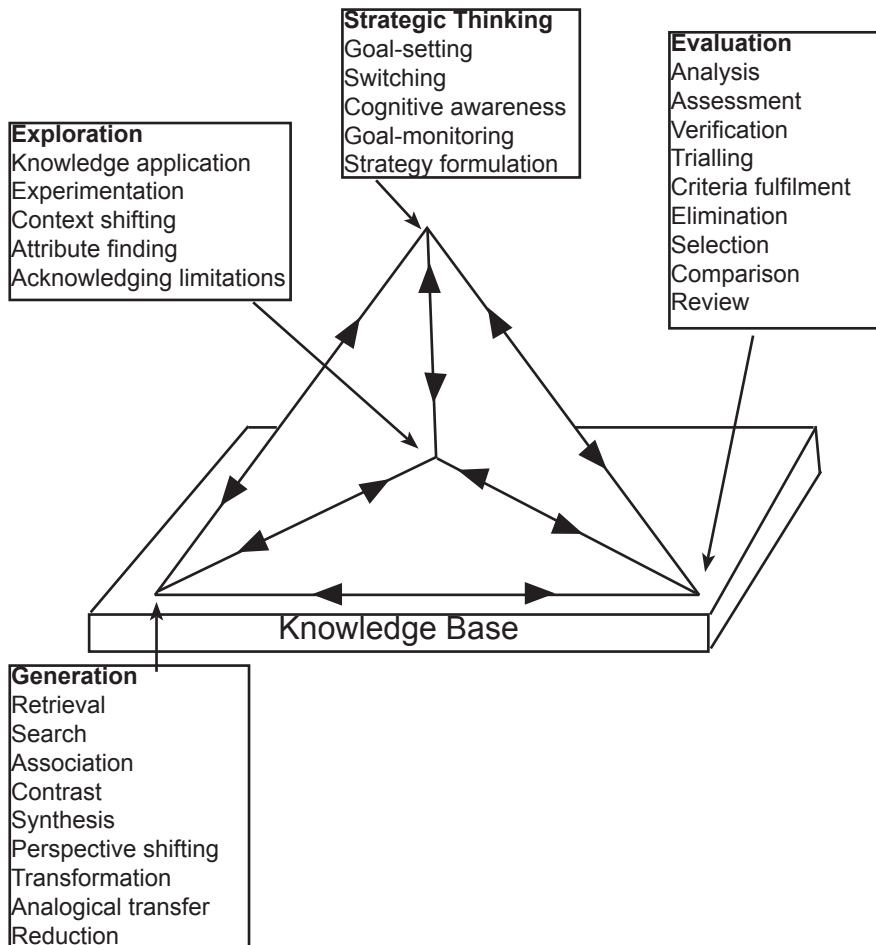 Strategic Thinking
Goal-setting
Switching
Cognitive awareness
Goal-monitoring
Strategy formulation
Evaluation
Analysis
Assessment
Verification
Trialling
Criteria fulfilment
Elimination
Selection
Comparison
Review
Exploration
Knowledge application
Experimentation
Context shifting
Attribute finding
Acknowledging limitations
Knowledge Base
Generation
Retrieval
Search
Association
Contrast
Synthesis
Perspective shifting
Transformation
Analogical transfer
Reduction